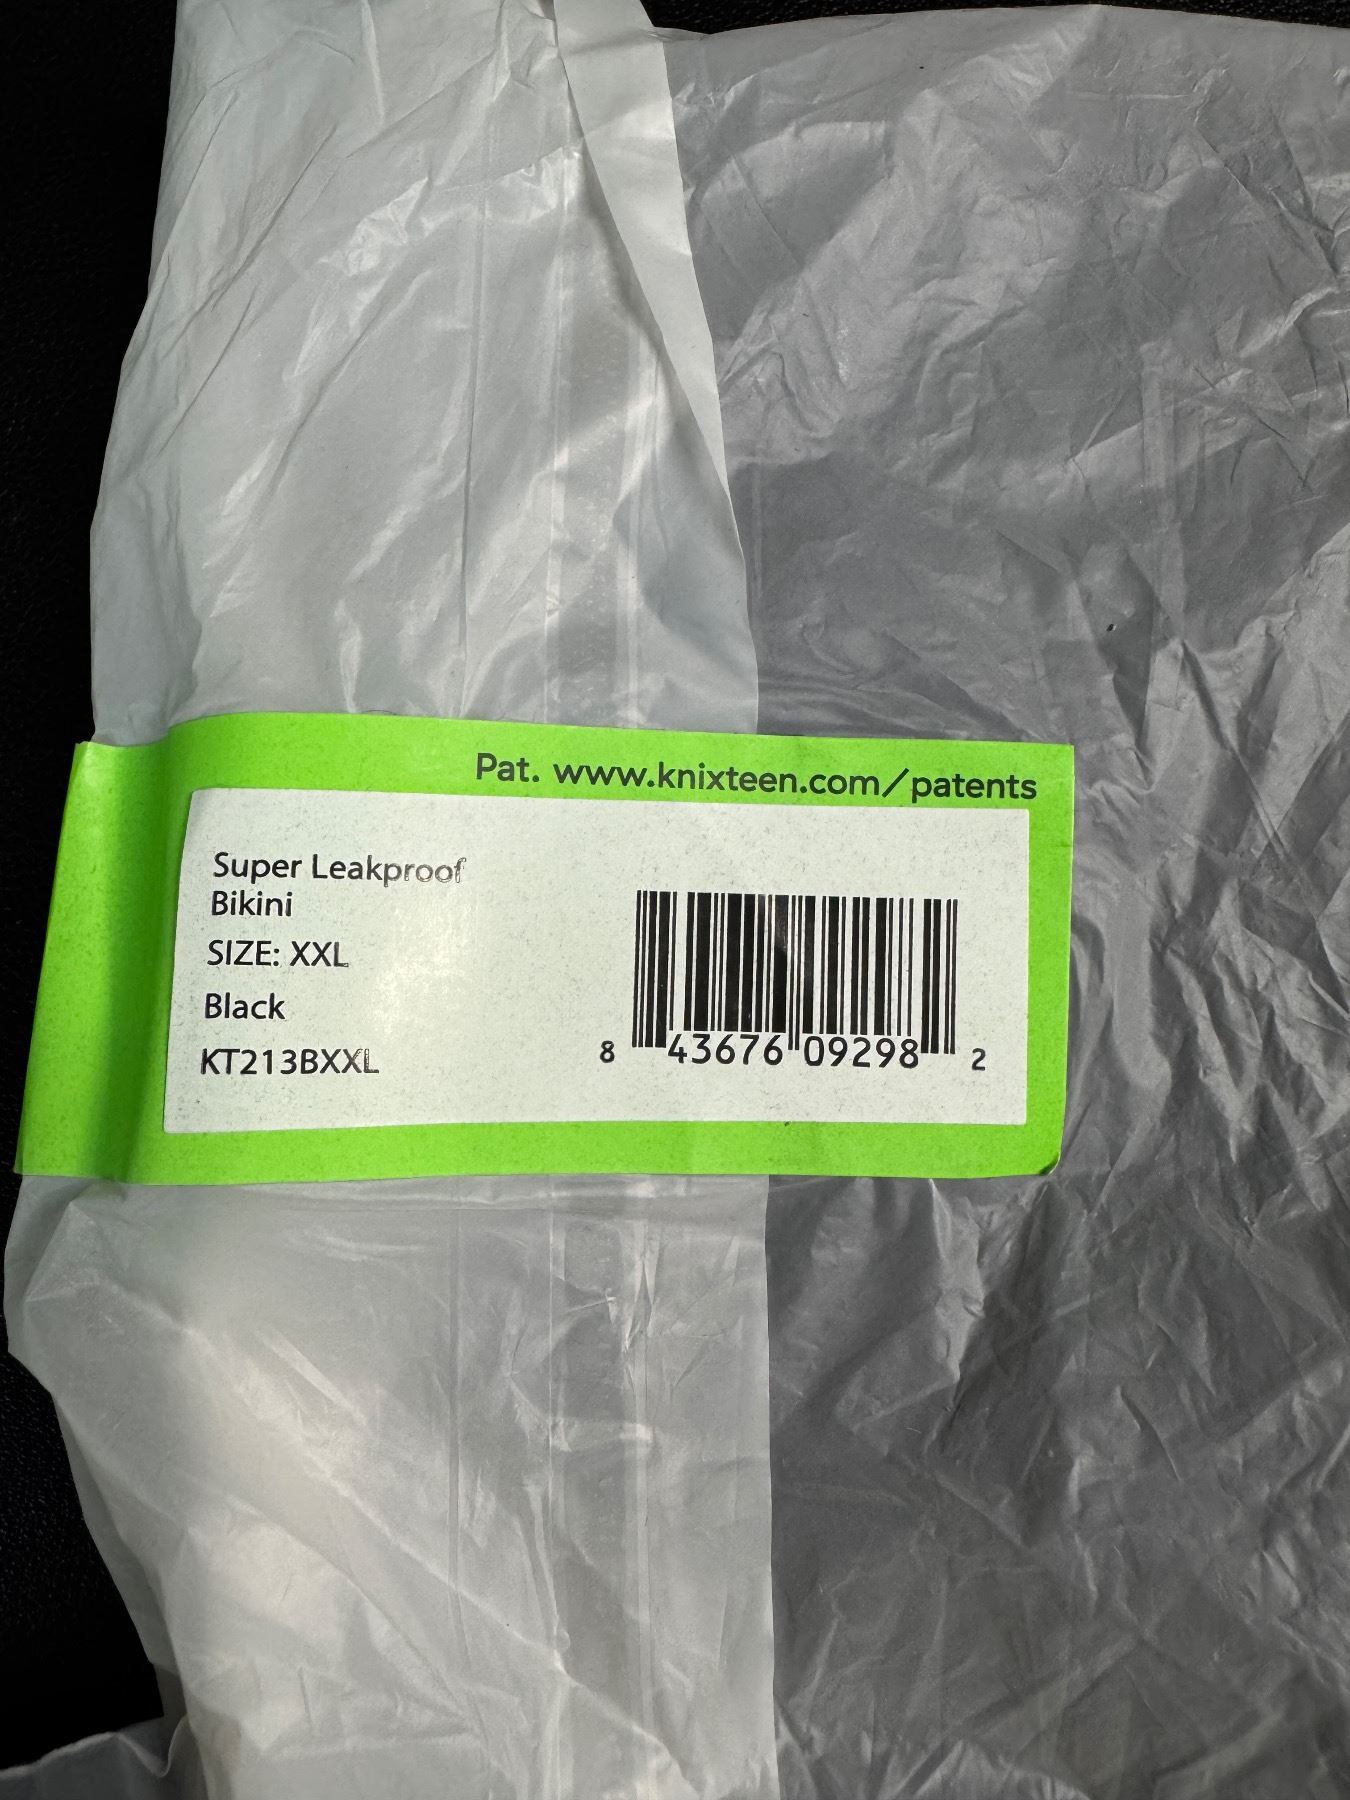 Pat. www.knixteen.com/patents
Super Leakproof
Bikini
SIZE: XXL
Black
KT213BXXL
8 43676 09298 2